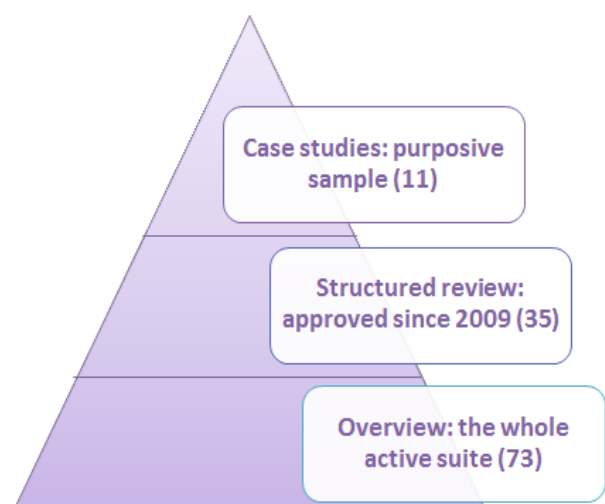 Case studies: purposive
sample (11)
Structured review:
approved since 2009 (35)
Overview: the whole
active suite (73)